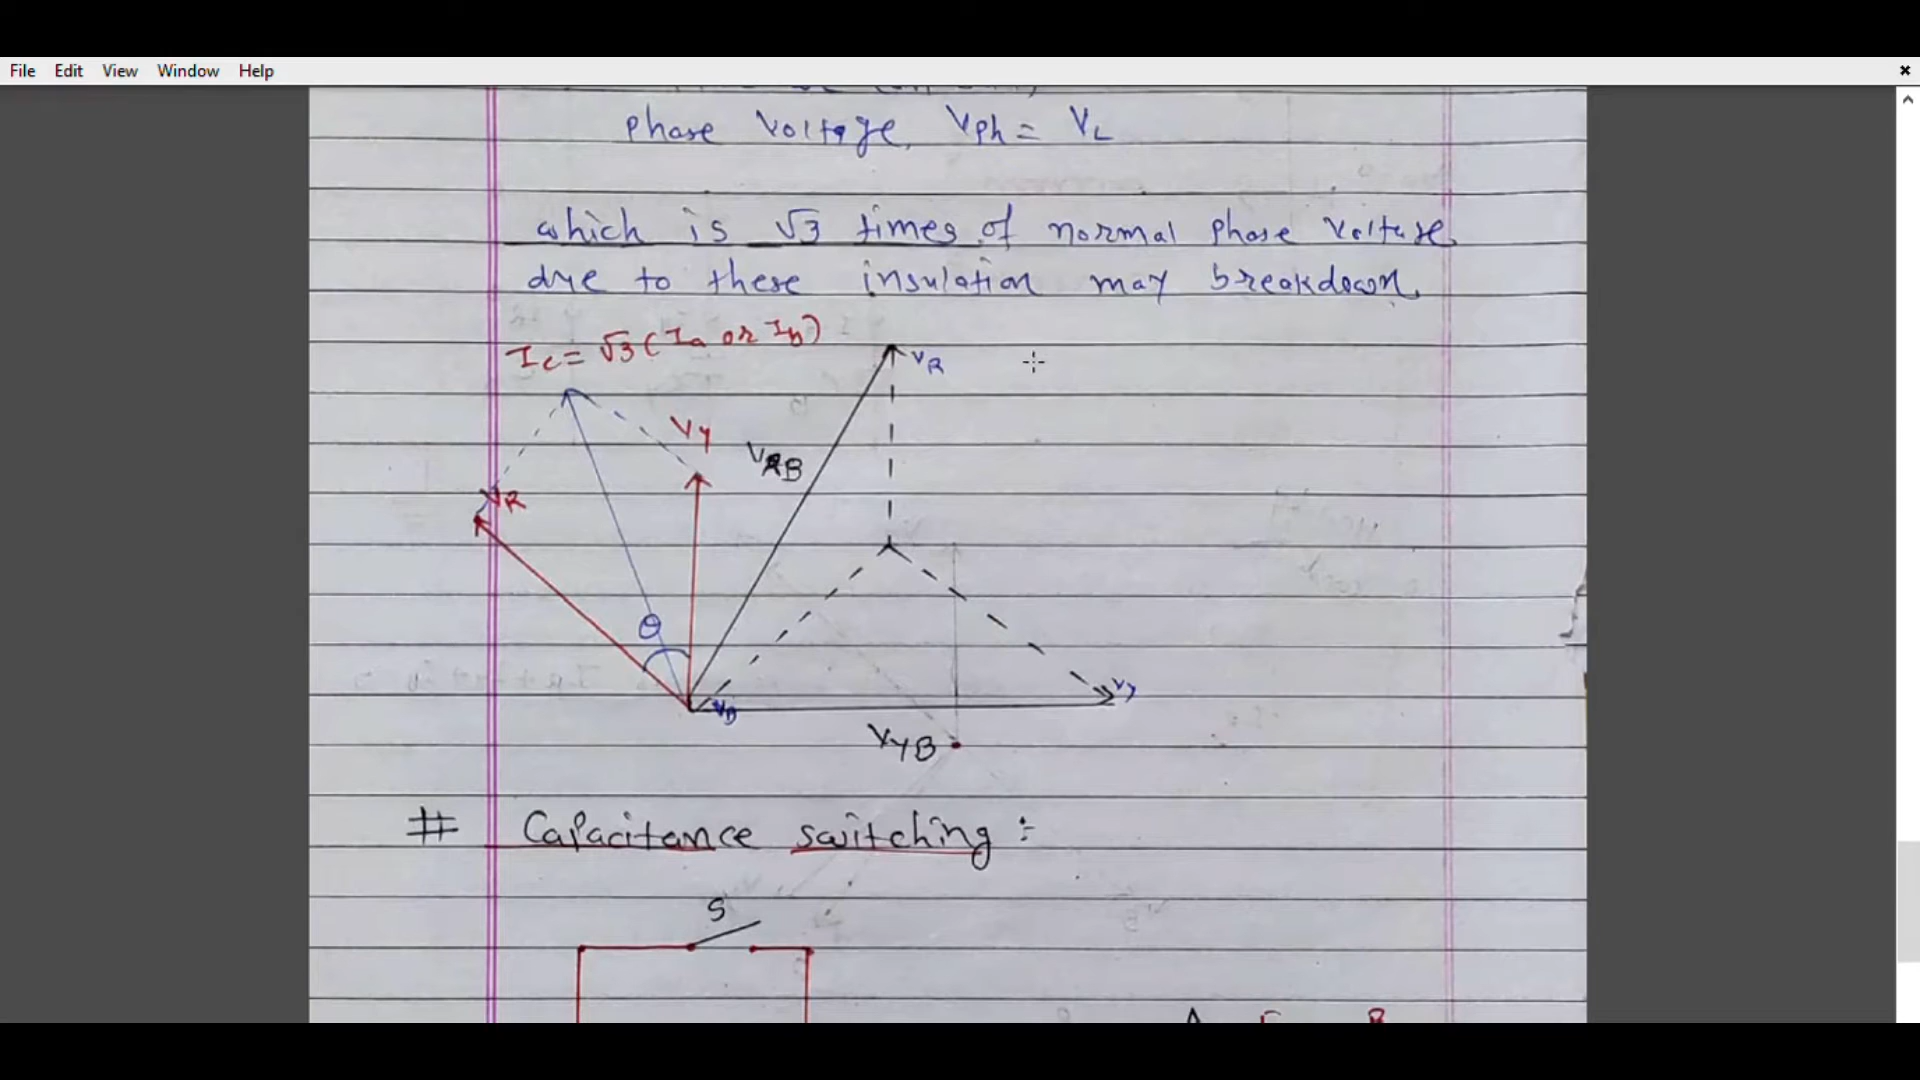 File Edit View Window Help
phase Voltage, Vph = VL
which is √3 times of normal phase voltage.
due to these insulation may breakdown.
Ic = √3 (Ia or Ib)
VR
VY
VRB
VR
θ
VB
VY
VYB
# Capacitance switching :-
S